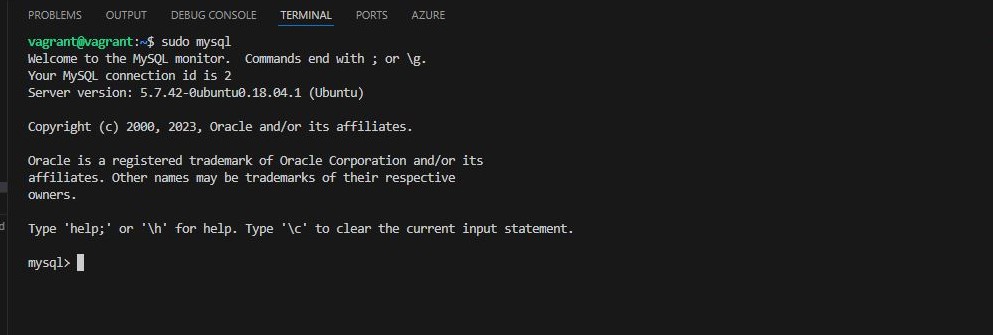 PROBLEMS OUTPUT DEBUG CONSOLE TERMINAL PORTS AZURE
vagrant@vagrant:~$ sudo mysql
Welcome to the MySQL monitor.  Commands end with ; or \g.
Your MySQL connection id is 2
Server version: 5.7.42-0ubuntu0.18.04.1 (Ubuntu)
Copyright (c) 2000, 2023, Oracle and/or its affiliates.
Oracle is a registered trademark of Oracle Corporation and/or its
affiliates. Other names may be trademarks of their respective
owners.
Type 'help;' or '\h' for help. Type '\c' to clear the current input statement.
d
mysql>